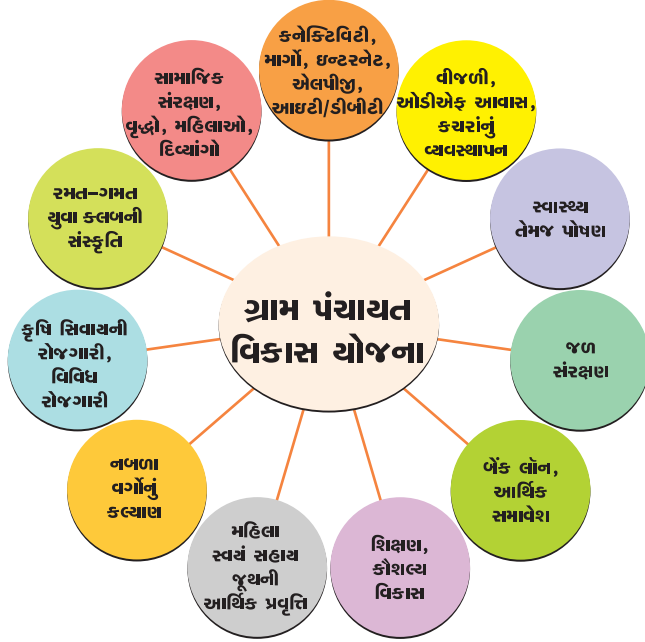 ગ્રામ પંચાયત
વિકાસ યોજના
કનેક્ટિવિટી,
માર્ગો, ઇન્ટરનેટ,
એલપીજી,
આઇટી/ડીબીટી
વીજળી,
ઓડીએફ આવાસ,
કચરાંનું
વ્યવસ્થાપન
સ્વાસ્થ્ય
તેમજ પોષણ
જળ
સંરક્ષણ
બેંક લૉન,
આર્થિક
સમાવેશ
શિક્ષણ,
કૌશલ્ય
વિકાસ
મહિલા
સ્વયં સહાય
જૂથની
આર્થિક પ્રવૃત્તિ
નબળા
વર્ગોનું
કલ્યાણ
કૃષિ સિવાયની
રોજગારી,
વિવિધ
રોજગારી
રમત–ગમત
યુવા ક્લબની
સંસ્કૃતિ
સામાજિક
સંરક્ષણ,
વૃદ્ધો, મહિલાઓ,
દિવ્યાંગો